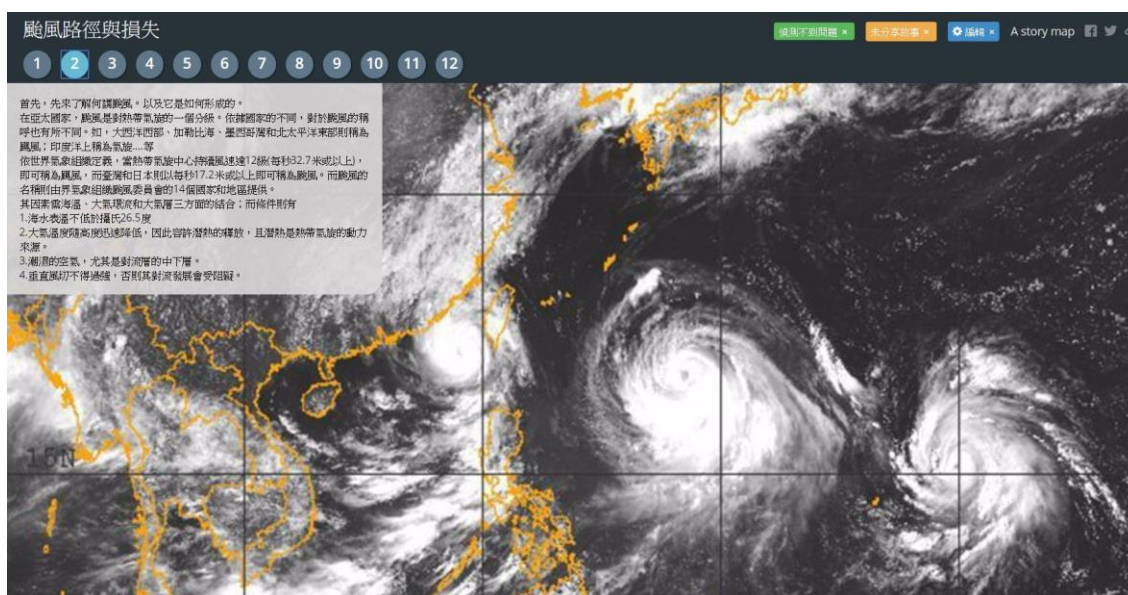 颱風路徑與損失
偵測不到問題 ×
未分享故事 ×
編輯 ×
A story map
1 2 3 4 5 6 7 8 9 10 11 12
首先，先來了解何謂颱風。以及它是如何形成的。
在亞太國家，颱風是對熱帶氣旋的一個分級。依據國家的不同，對於颱風的稱
呼也有所不同。如，大西洋西部、加勒比海、墨西哥灣和北太平洋東部則稱為
颶風；印度洋上稱為氣旋....等
依世界氣象組織定義，當熱帶氣旋中心持續風速達12級(每秒32.7米或以上)，
即可稱為颶風，而臺灣和日本則以每秒17.2米或以上即可稱為颱風。而颱風的
名稱則由界氣象組織颱風委員會的14個國家和地區提供。
其因素需海溫、大氣環流和大氣層三方面的結合；而條件則有
1.海水表溫不低於攝氏26.5度
2.大氣溫度隨高度迅速降低，因此容許潛熱的釋放，且潛熱是熱帶氣旋的動力
來源。
3.潮濕的空氣，尤其是對流層的中下層。
4.垂直風切不得過強，否則其對流發展會受阻礙。
15N